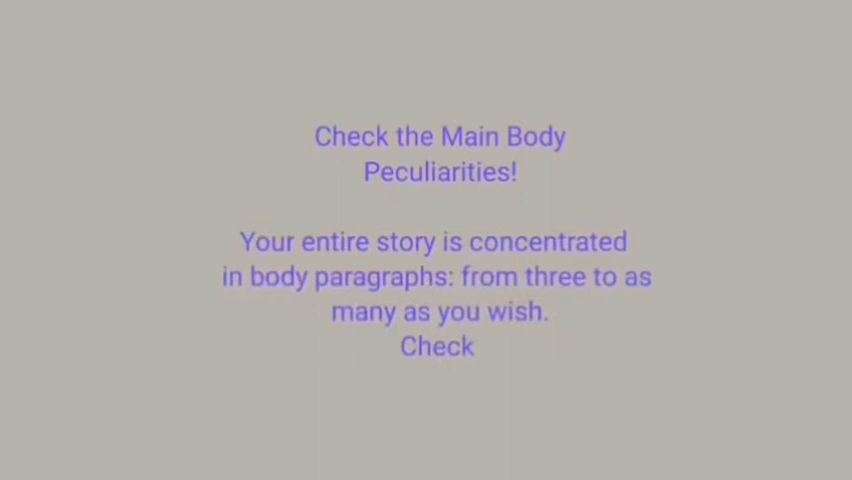 Check the Main Body
Peculiarities!
Your entire story is concentrated
in body paragraphs: from three to as
many as you wish.
Check